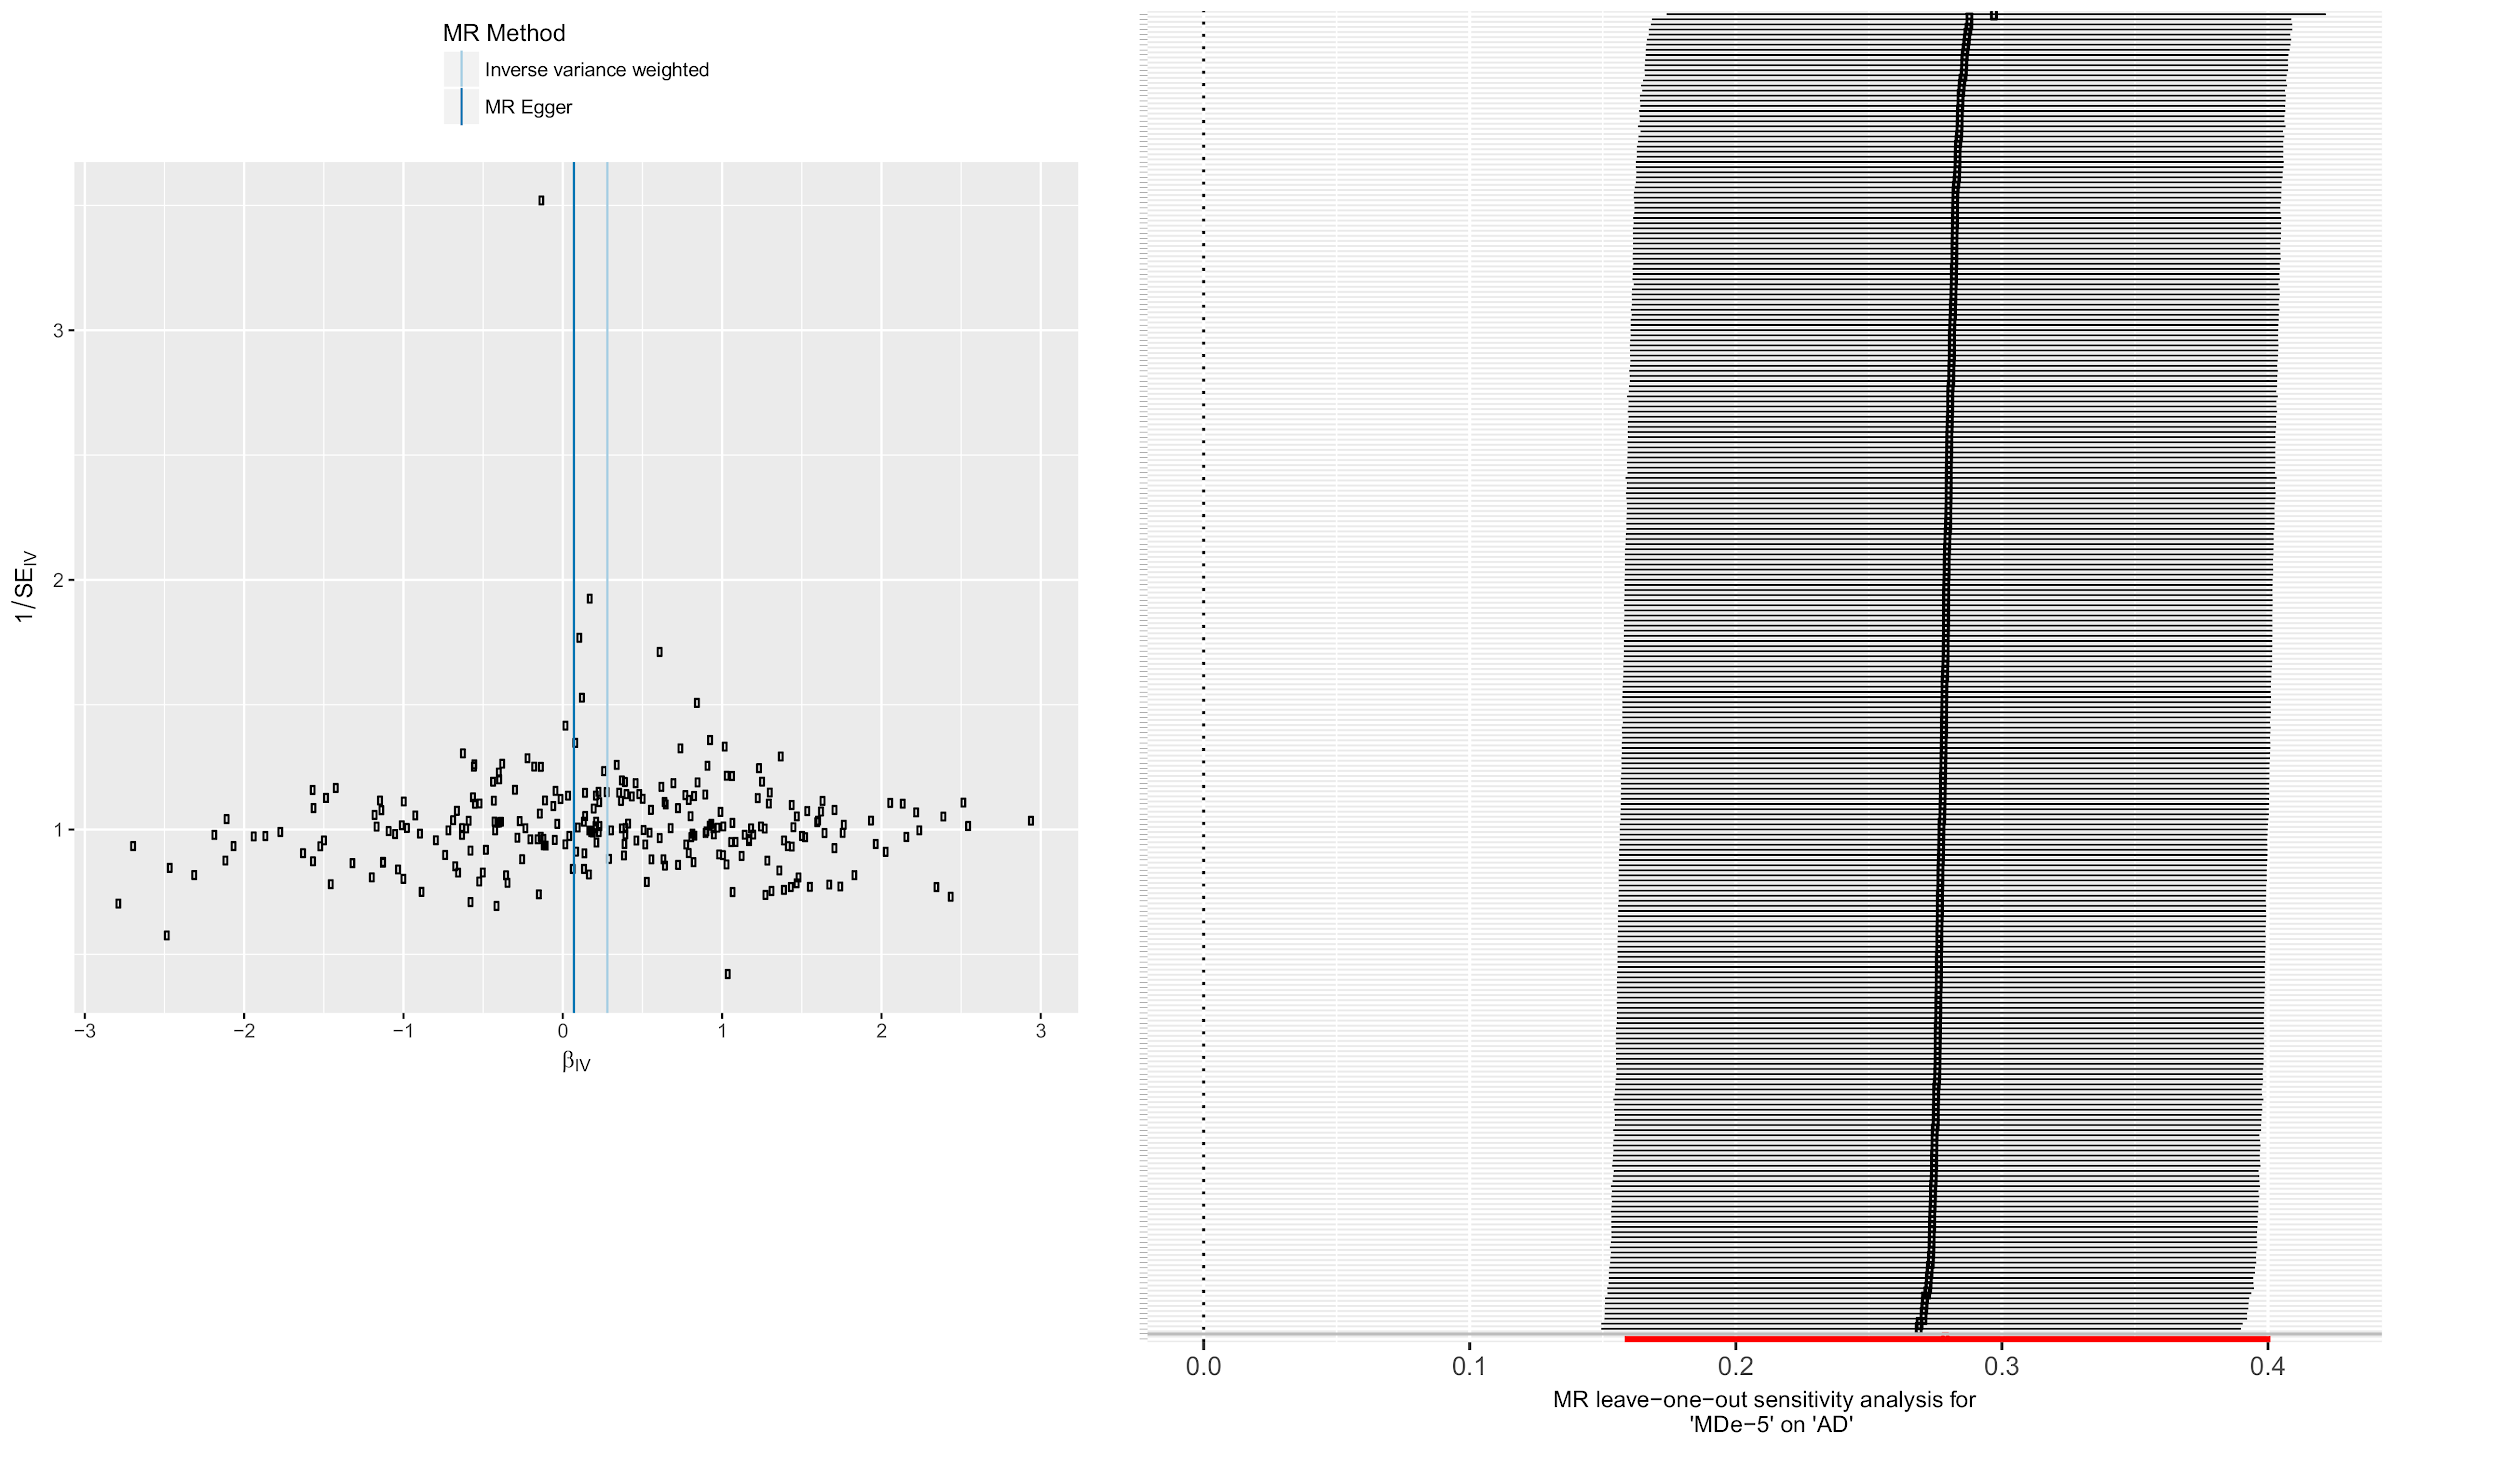 MR Method
Inverse variance weighted
MR Egger
3
2
1
1/SE_IV
−3 −2 −1 0 1 2 3
β_IV
0.0 0.1 0.2 0.3 0.4
MR leave−one−out sensitivity analysis for
'MDe−5' on 'AD'